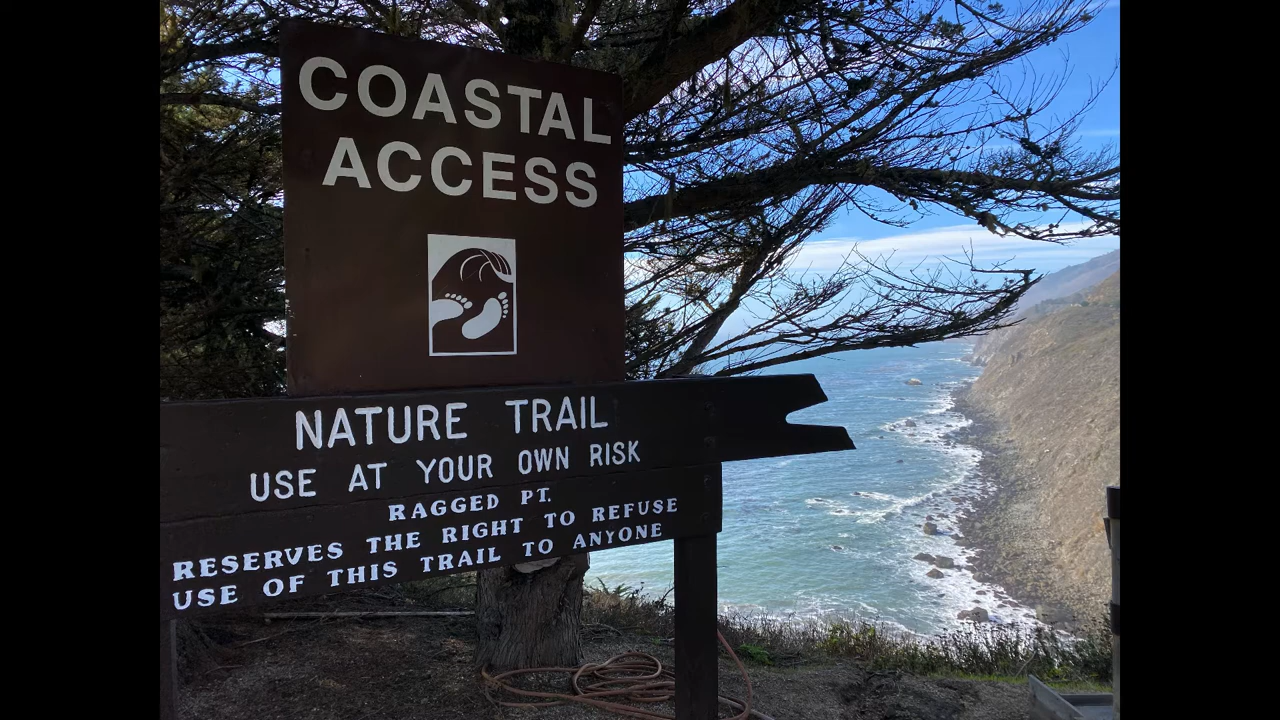 COASTAL
ACCESS
NATURE TRAIL
USE AT YOUR OWN RISK
RAGGED PT.
RESERVES THE RIGHT TO REFUSE
USE OF THIS TRAIL TO ANYONE